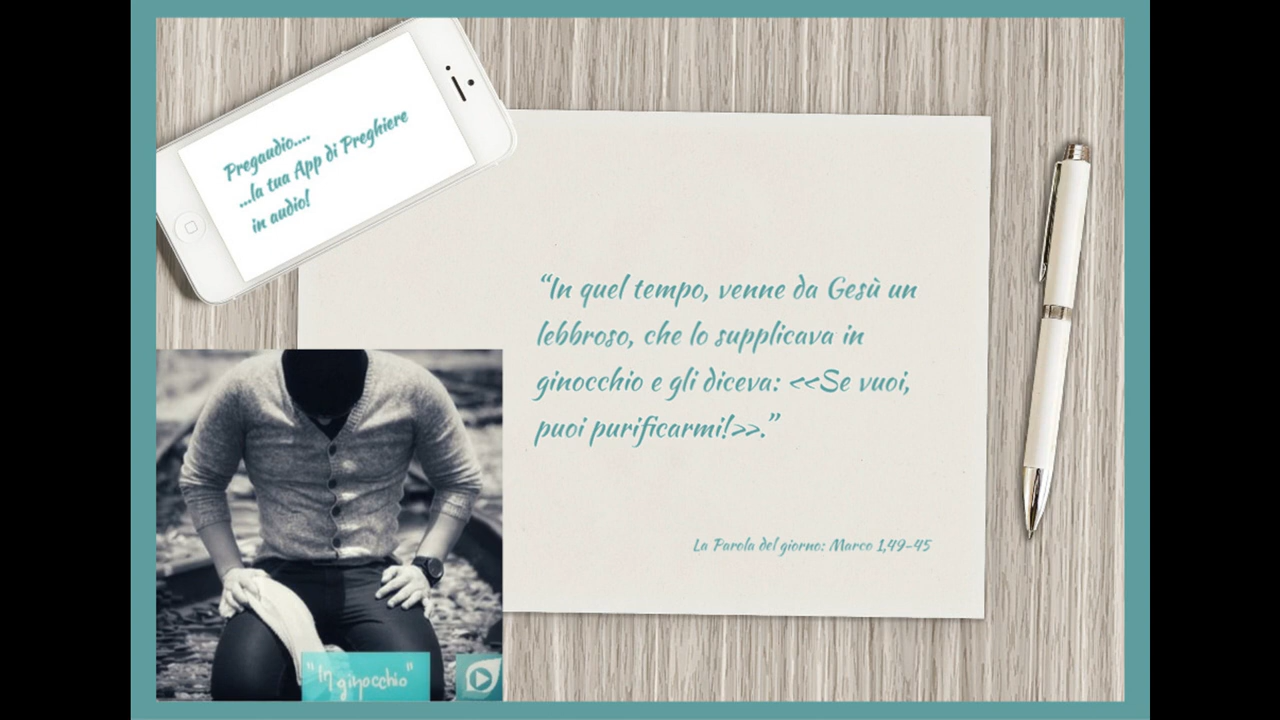 Pregaudio....
...la tua App di Preghiere
in audio!
“In quel tempo, venne da Gesù un
lebbroso, che lo supplicava in
ginocchio e gli diceva: <<Se vuoi,
puoi purificarmi!>>.”
La Parola del giorno: Marco 1,49-45
"In ginocchio"